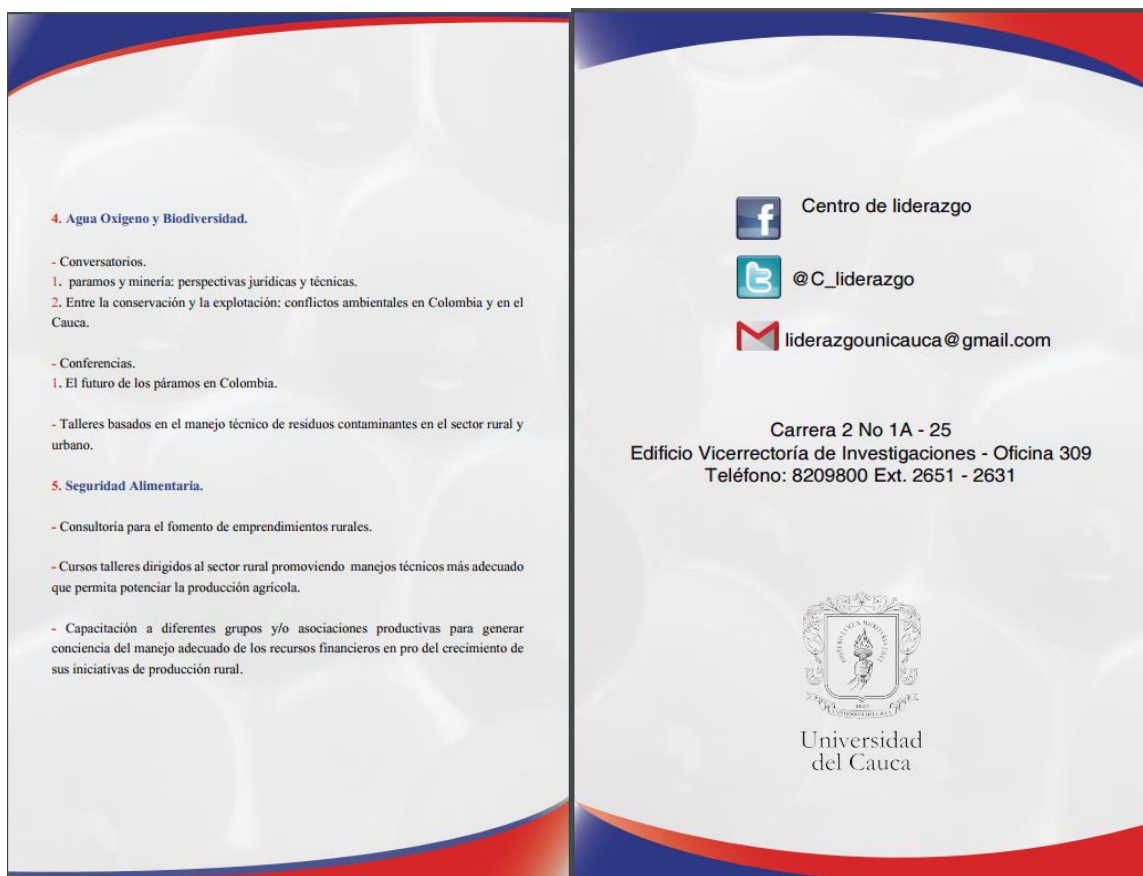 4. Agua Oxigeno y Biodiversidad.
- Conversatorios.
1. paramos y minería: perspectivas jurídicas y técnicas.
2. Entre la conservación y la explotación: conflictos ambientales en Colombia y en el
Cauca.
- Conferencias.
1. El futuro de los páramos en Colombia.
- Talleres basados en el manejo técnico de residuos contaminantes en el sector rural y
urbano.
5. Seguridad Alimentaria.
- Consultoría para el fomento de emprendimientos rurales.
- Cursos talleres dirigidos al sector rural promoviendo manejos técnicos más adecuado
que permita potenciar la producción agrícola.
- Capacitación a diferentes grupos y/o asociaciones productivas para generar
conciencia del manejo adecuado de los recursos financieros en pro del crecimiento de
sus iniciativas de producción rural.
Centro de liderazgo
@C_liderazgo
liderazgounicauca@gmail.com
Carrera 2 No 1A - 25
Edificio Vicerrectoría de Investigaciones - Oficina 309
Teléfono: 8209800 Ext. 2651 - 2631
1827
Universidad
del Cauca